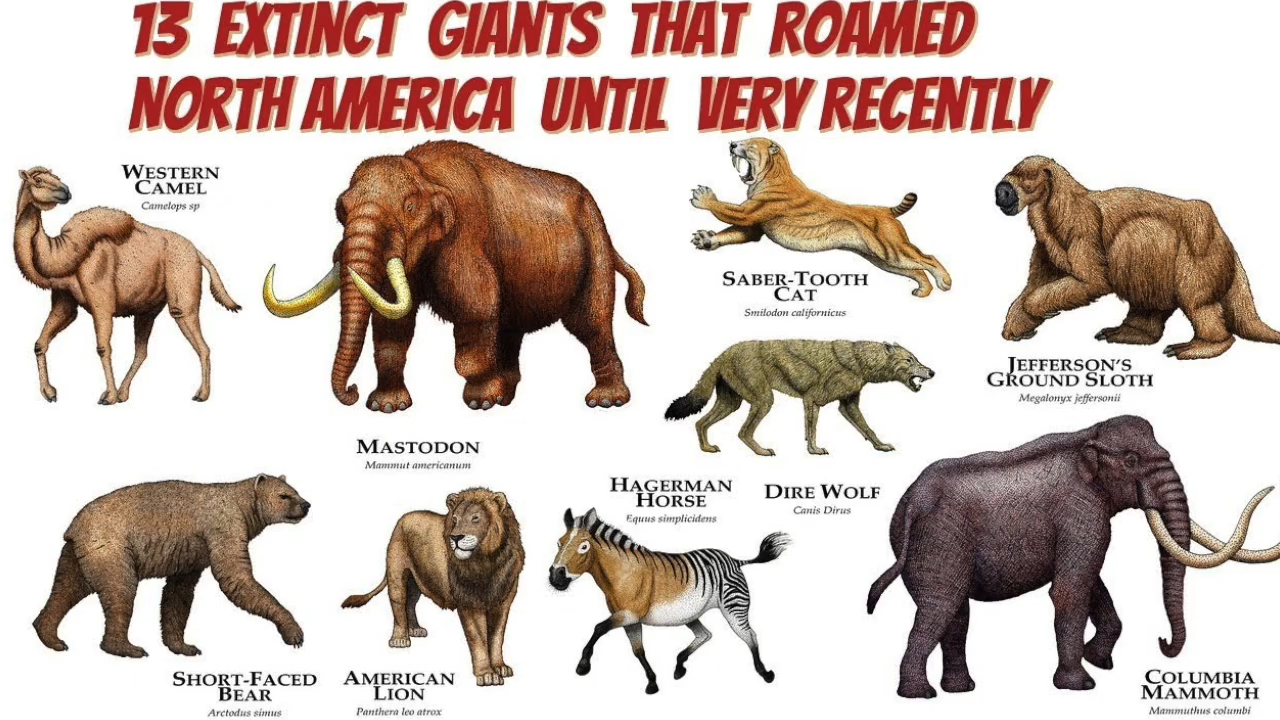 13 EXTINCT GIANTS THAT ROAMED
NORTH AMERICA UNTIL VERY RECENTLY
WESTERN
CAMEL
Camelops sp
MASTODON
Mammut americanum
SABER-TOOTH
CAT
Smilodon californicus
JEFFERSON'S
GROUND SLOTH
Megalonyx jeffersonii
HAGERMAN
HORSE
Equus simplicidens
DIRE WOLF
Canis Dirus
SHORT-FACED
BEAR
Arctodus simus
AMERICAN
LION
Panthera leo atrox
COLUMBIA
MAMMOTH
Mammuthus columbi